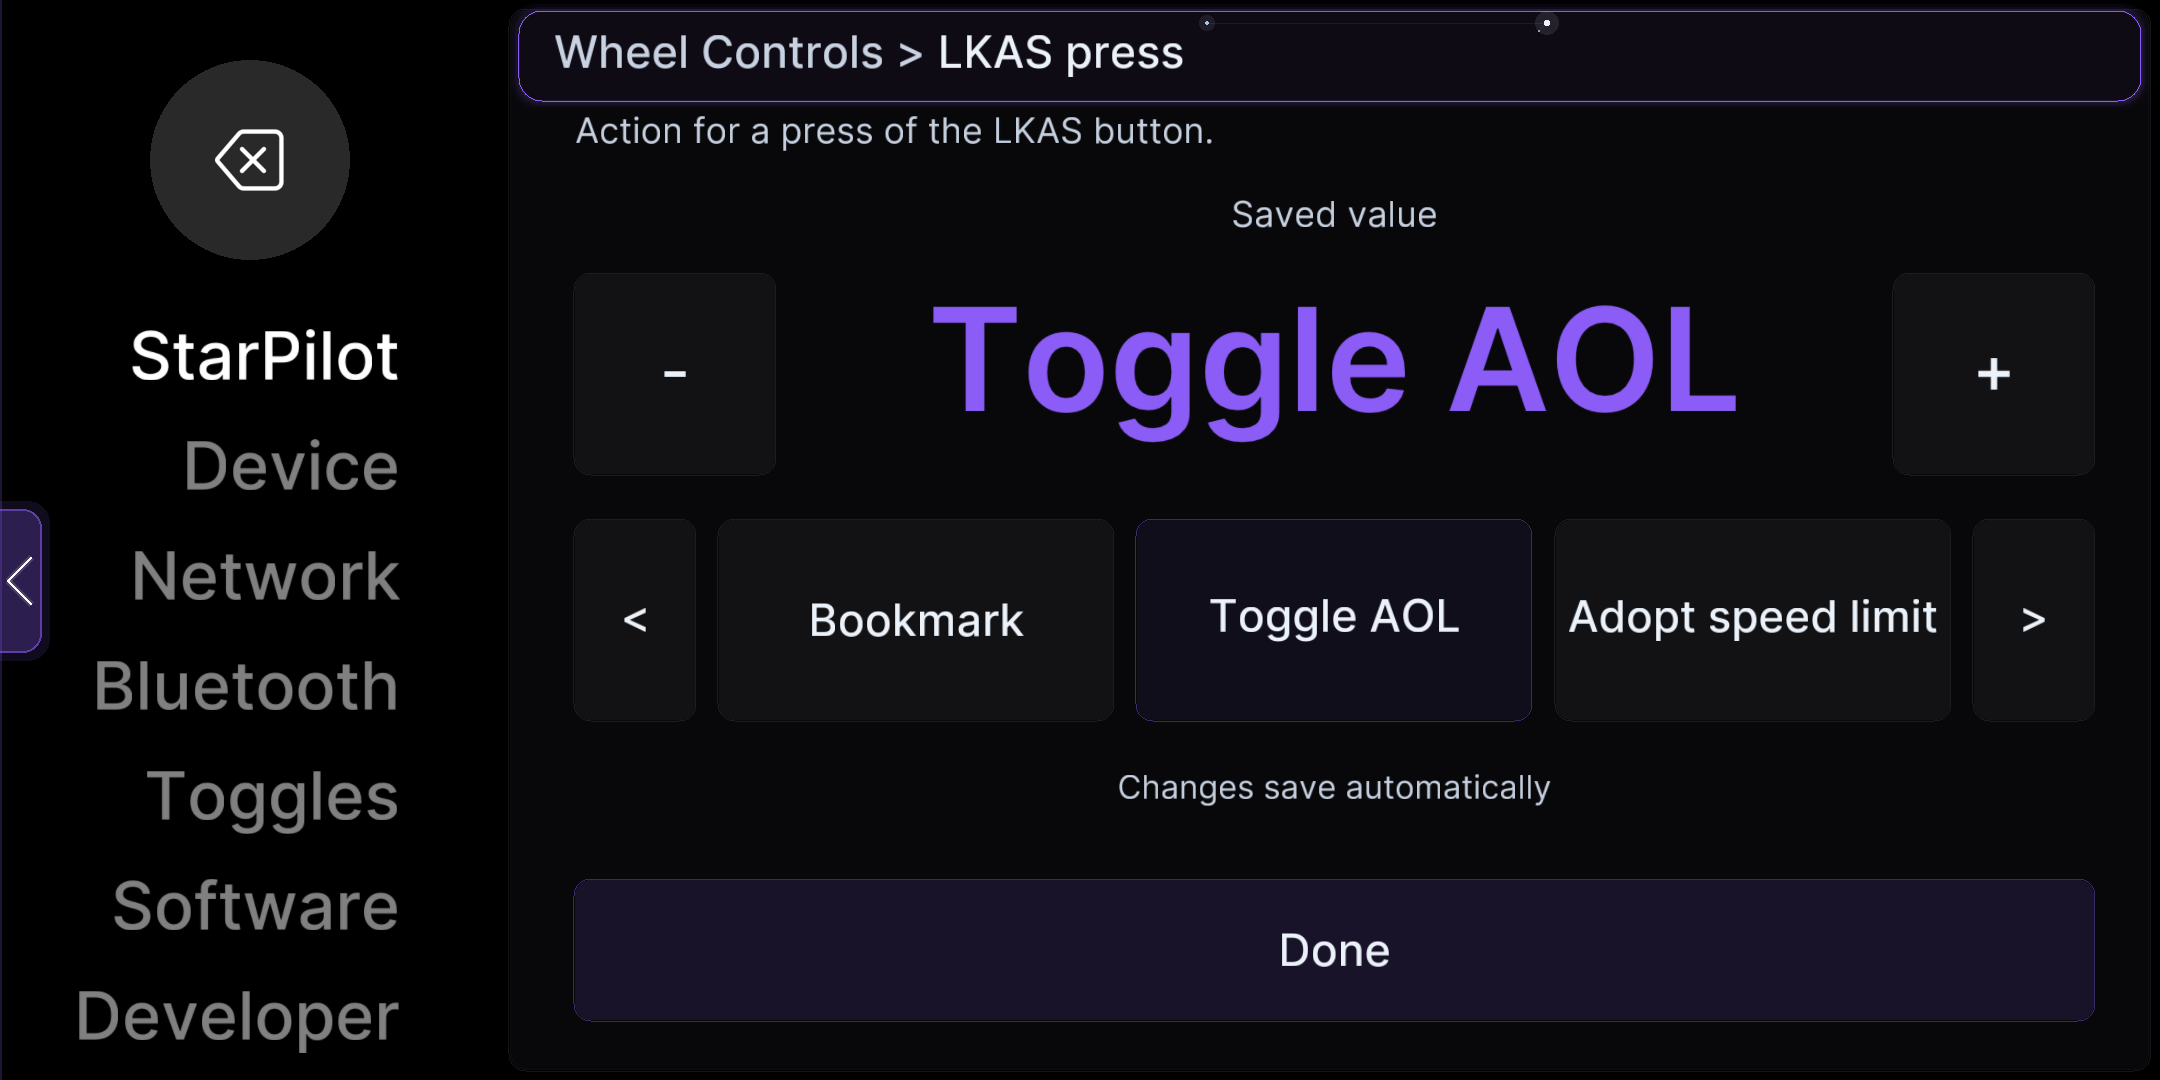 Wheel Controls > LKAS press
Action for a press of the LKAS button.
Saved value
-
Toggle AOL
+
<
Bookmark
Toggle AOL
Adopt speed limit
>
Changes save automatically
Done
StarPilot
Device
Network
Bluetooth
Toggles
Software
Developer